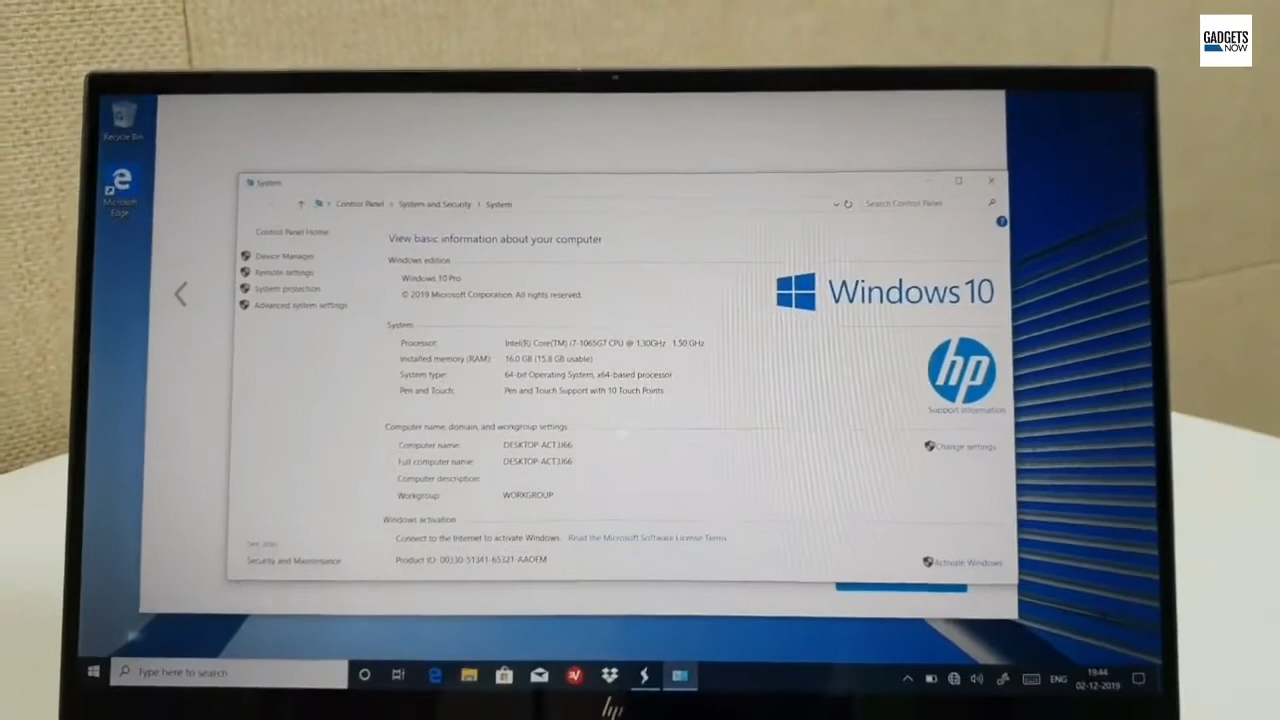 GADGETS
NOW
Recycle Bin
Microsoft
Edge
System
Control Panel › System and Security › System
Search Control Panel
Control Panel Home
Device Manager
Remote settings
System protection
Advanced system settings
View basic information about your computer
Windows edition
Windows 10 Pro
© 2019 Microsoft Corporation. All rights reserved.
Windows 10
System
Processor: Intel(R) Core(TM) i7-1065G7 CPU @ 1.30GHz 1.50 GHz
Installed memory (RAM): 16.0 GB (15.8 GB usable)
System type: 64-bit Operating System, x64-based processor
Pen and Touch: Pen and Touch Support with 10 Touch Points
hp
Support Information
Computer name, domain, and workgroup settings
Computer name: DESKTOP-ACT3J66
Full computer name: DESKTOP-ACT3J66
Computer description:
Workgroup: WORKGROUP
Change settings
Windows activation
Connect to the Internet to activate Windows. Read the Microsoft Software License Terms
Product ID: 00330-51341-65321-AAOEM
Activate Windows
See also
Security and Maintenance
Type here to search
ENG
19:44
02-12-2019
hp